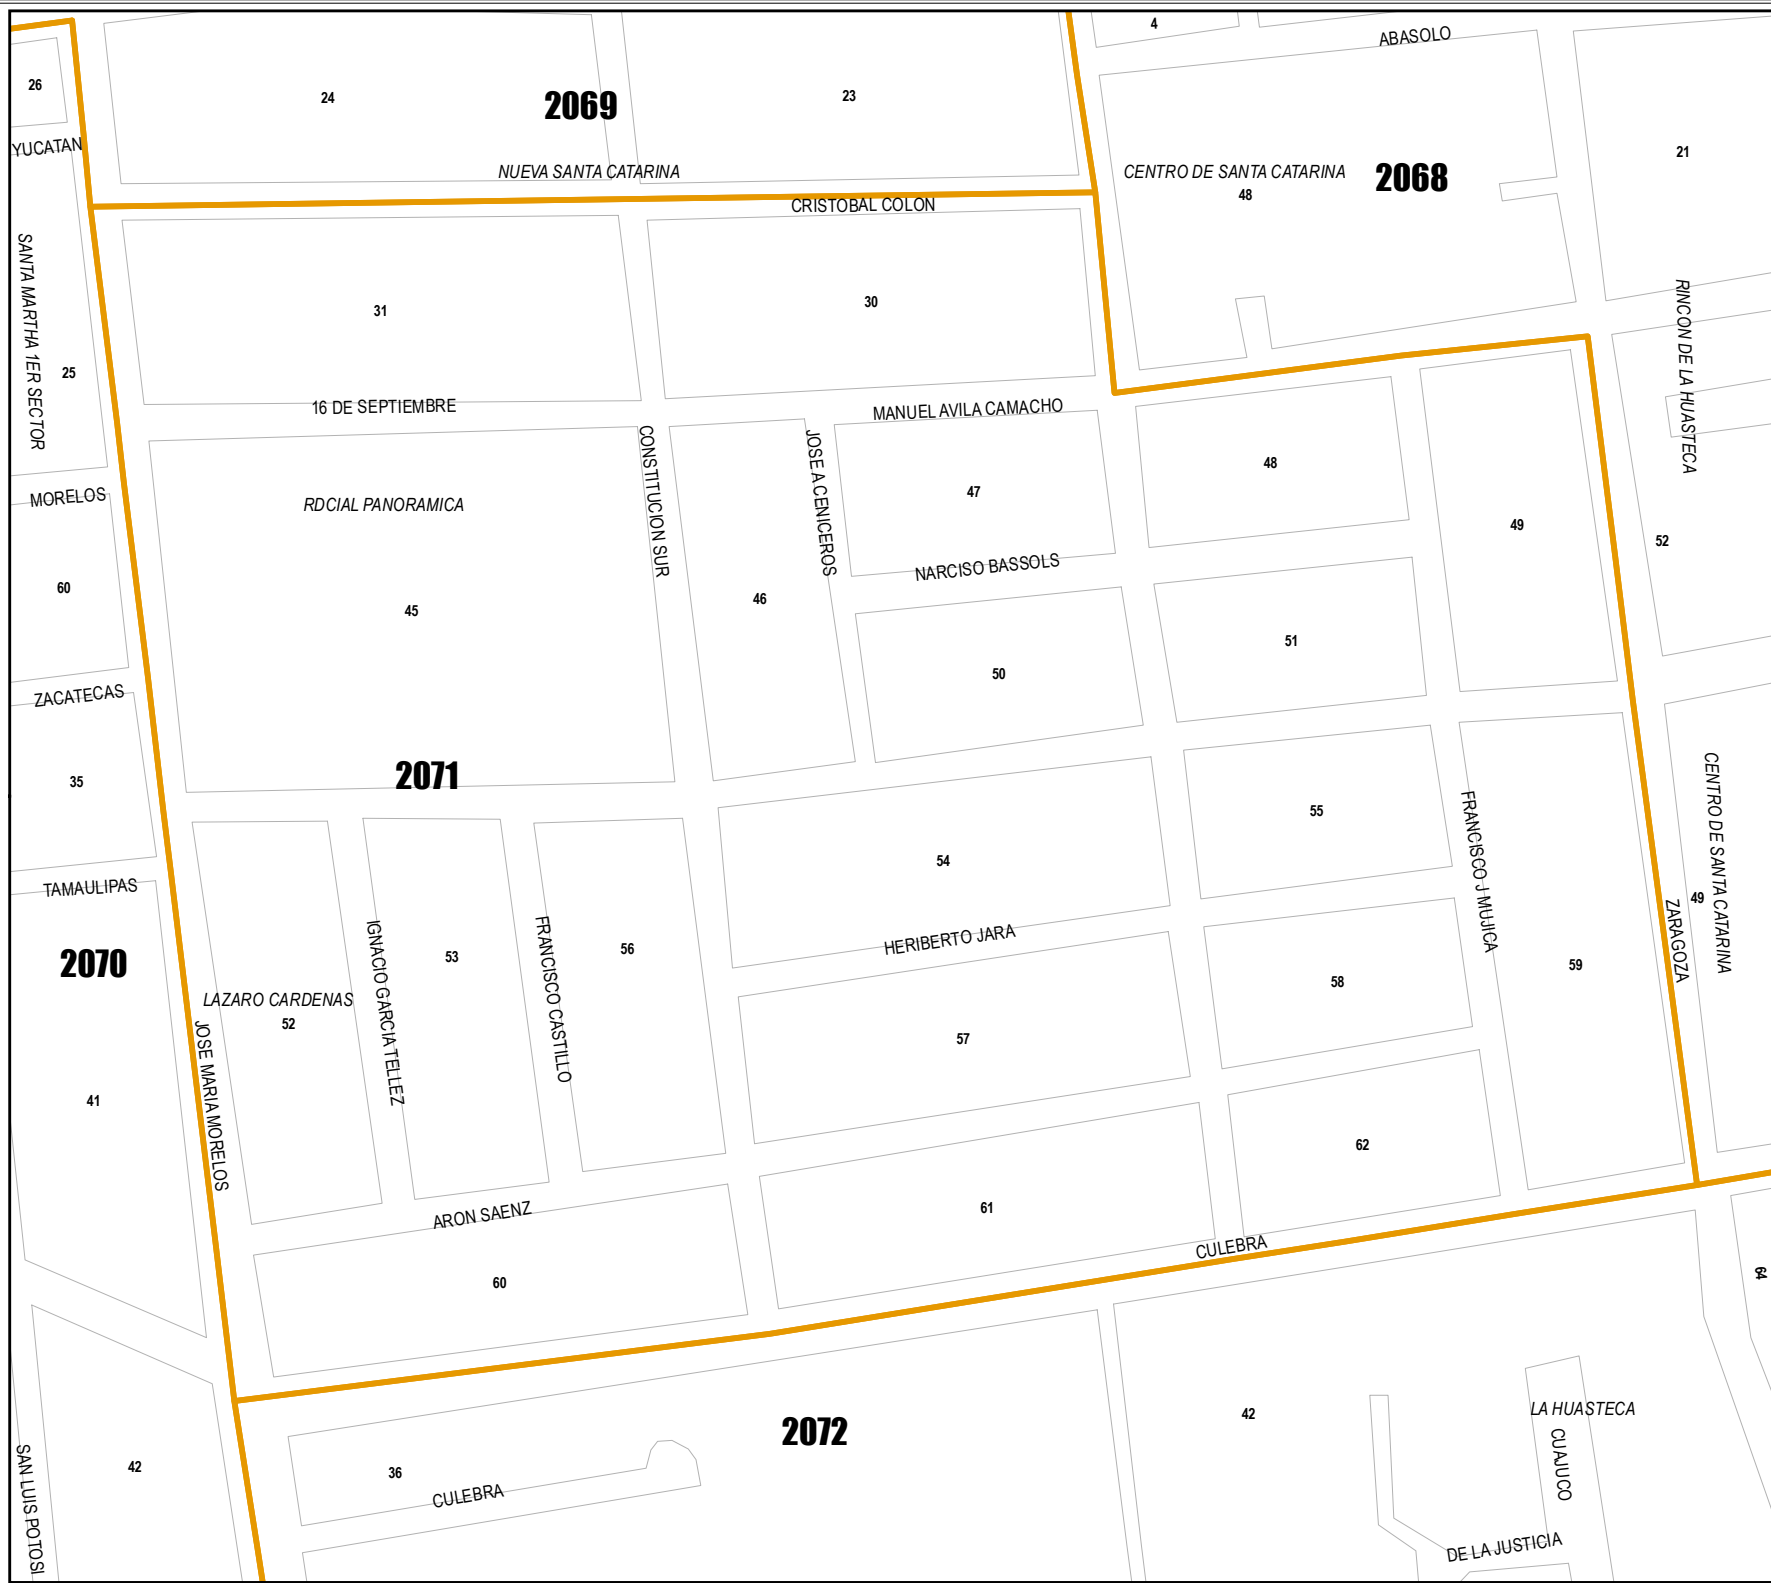 4
ABASOLO
26
24
2069
23
YUCATAN
21
NUEVA SANTA CATARINA
CENTRO DE SANTA CATARINA
2068
48
CRISTOBAL COLON
SANTA MARTHA 1ER SECTOR
31
30
RINCON DE LA HUASTECA
25
16 DE SEPTIEMBRE
MANUEL AVILA CAMACHO
CONSTITUCION SUR
JOSE A CENICEROS
48
MORELOS
RDCIAL PANORAMICA
47
49
52
60
45
46
NARCISO BASSOLS
51
50
ZACATECAS
35
2071
CENTRO DE SANTA CATARINA
FRANCISCO J MUJICA
55
54
TAMAULIPAS
49
ZARAGOZA
2070
IGNACIO GARCIA TELLEZ
53
FRANCISCO CASTILLO
56
HERIBERTO JARA
59
58
LAZARO CARDENAS
52
57
JOSE MARIA MORELOS
41
62
ARON SAENZ
61
CULEBRA
60
64
2072
42
LA HUASTECA
CUAJUCO
SAN LUIS POTOSI
42
36
CULEBRA
DE LA JUSTICIA